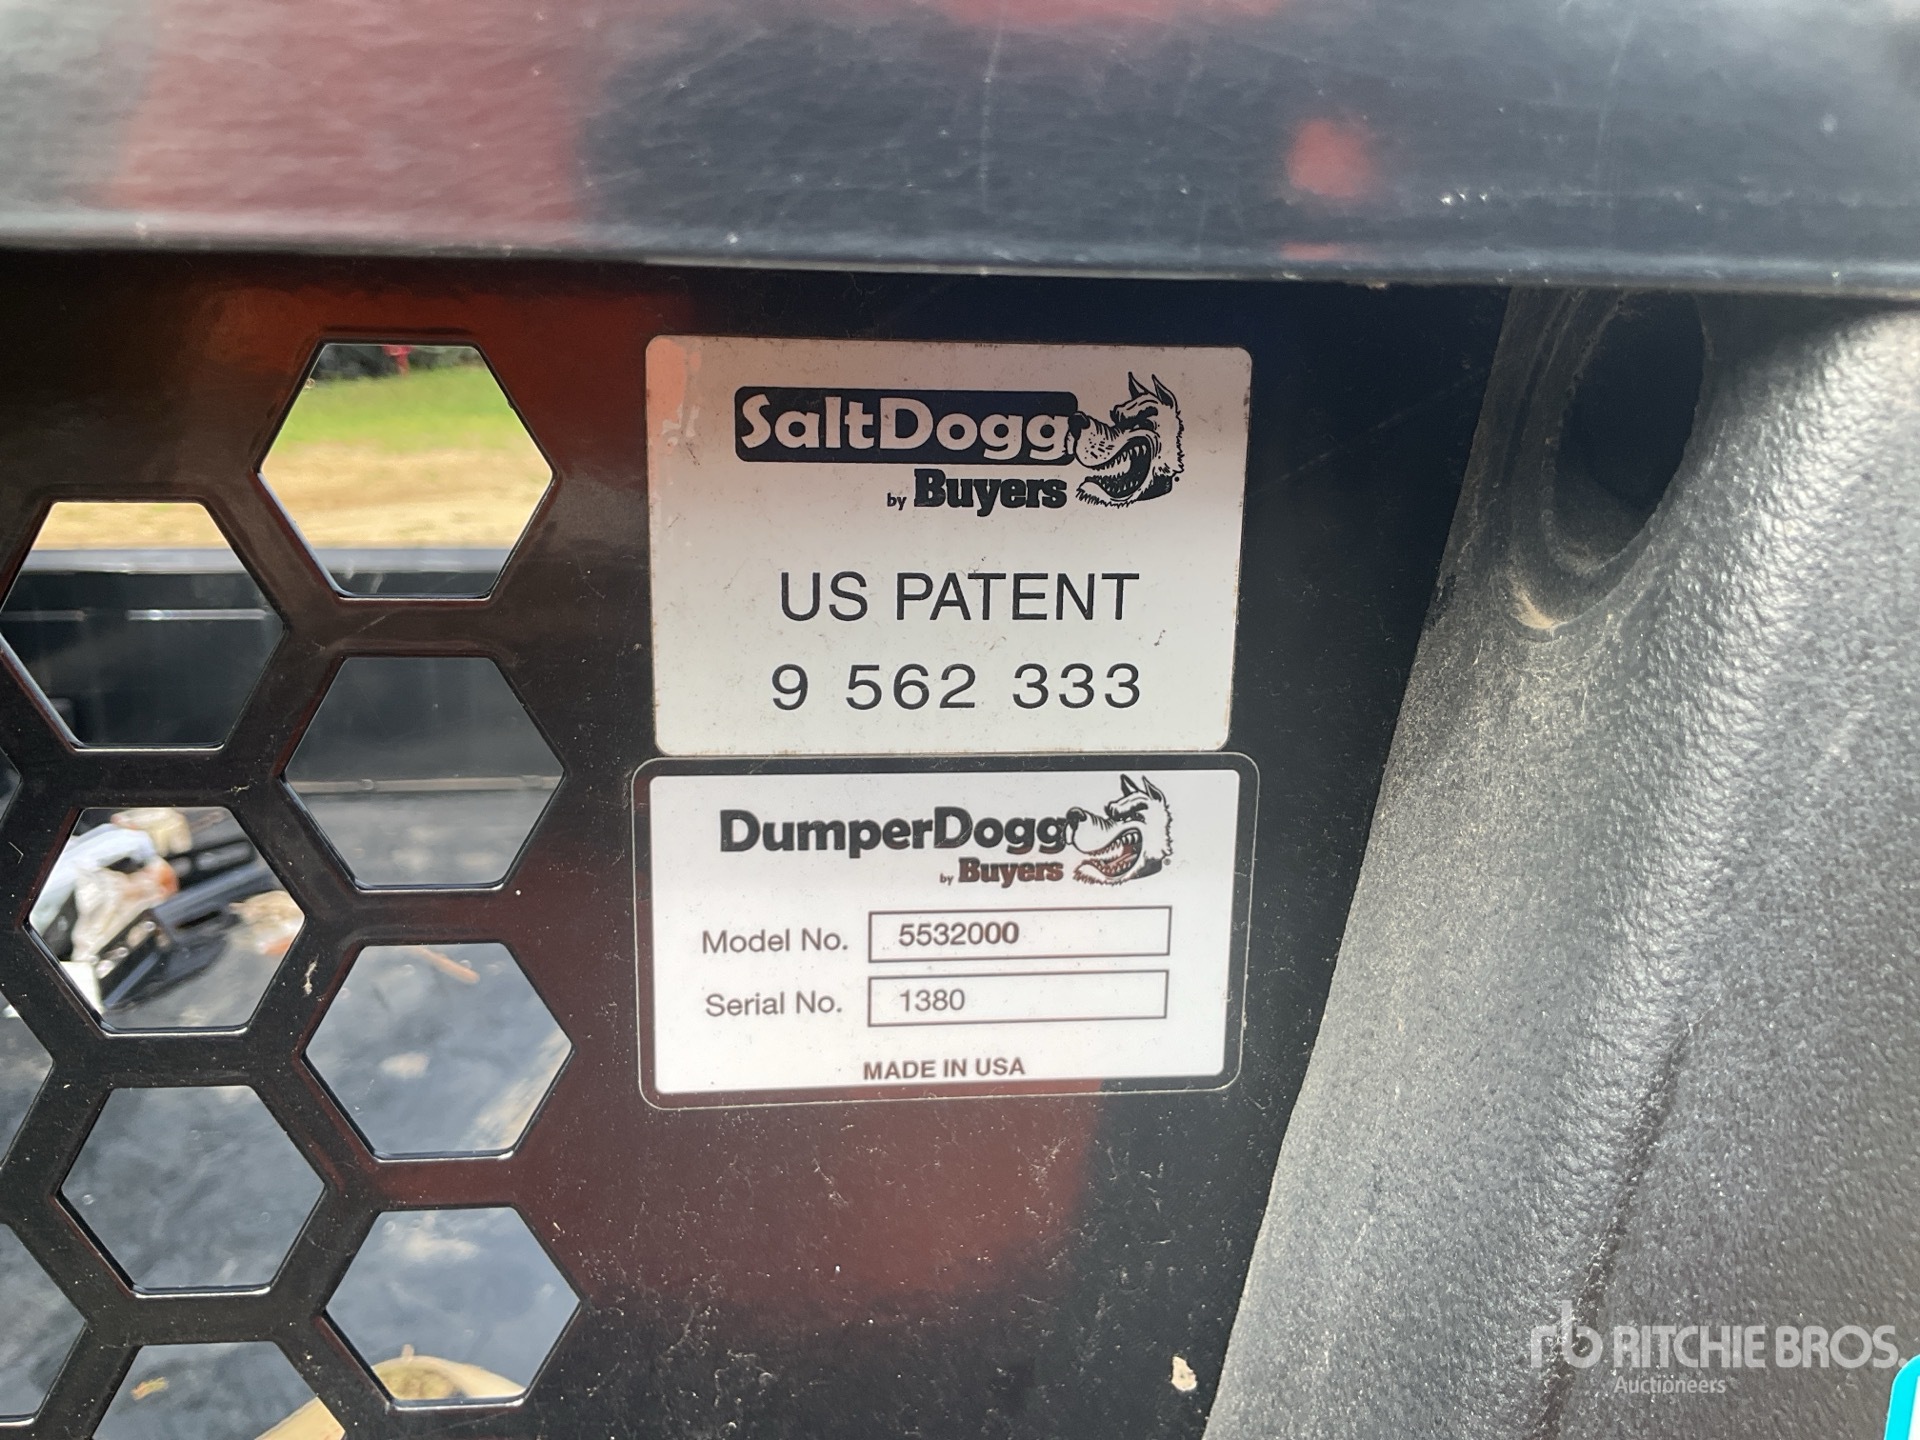 SaltDogg
by Buyers
US PATENT
9 562 333
DumperDogg
by Buyers
Model No. 5532000
Serial No. 1380
MADE IN USA
rb RITCHIE BROS.
Auctioneers